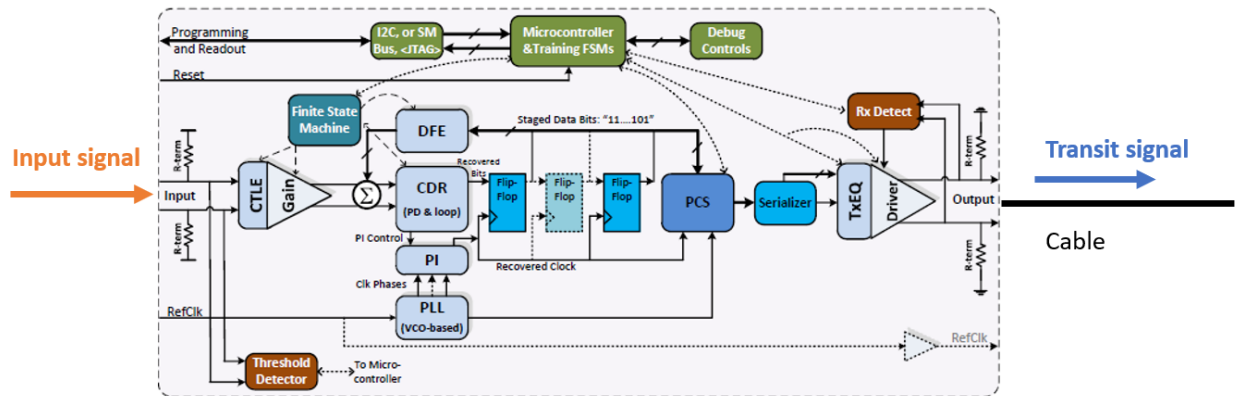 Programming
and Readout
I2C, or SM
Bus, <JTAG>
Microcontroller
&Training FSMs
Debug
Controls
Reset
Finite State
Machine
DFE
Staged Data Bits: "11....101"
Rx Detect
R-term
R-term
Input signal
Transit signal
Input
CTLE
Gain
Σ
CDR
(PD & loop)
Recovered
Bits
Flip-
Flop
Flip-
Flop
Flip-
Flop
PCS
Serializer
TxEQ
Driver
Output
Cable
R-term
R-term
PI Control
PI
Recovered Clock
Clk Phases
RefClk
PLL
(VCO-based)
RefClk
Threshold
Detector
To Micro-
controller